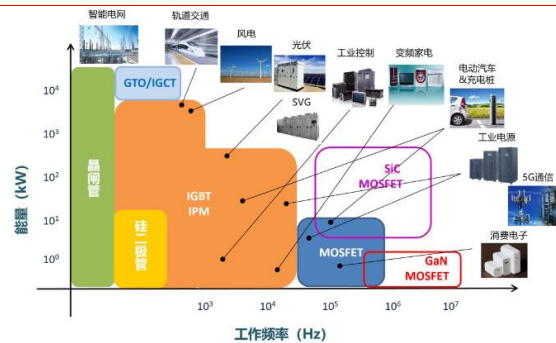 智能电网
轨道交通
风电
光伏
工业控制
变频家电
电动汽车
&充电桩
SVG
工业电源
5G通信
消费电子
GTO/IGCT
晶闸管
硅二极管
IGBT
IPM
SiC
MOSFET
MOSFET
GaN
MOSFET
能量（kW）
10⁴
10³
10²
10¹
10⁰
10³
10⁴
10⁵
10⁶
10⁷
工作频率（Hz）